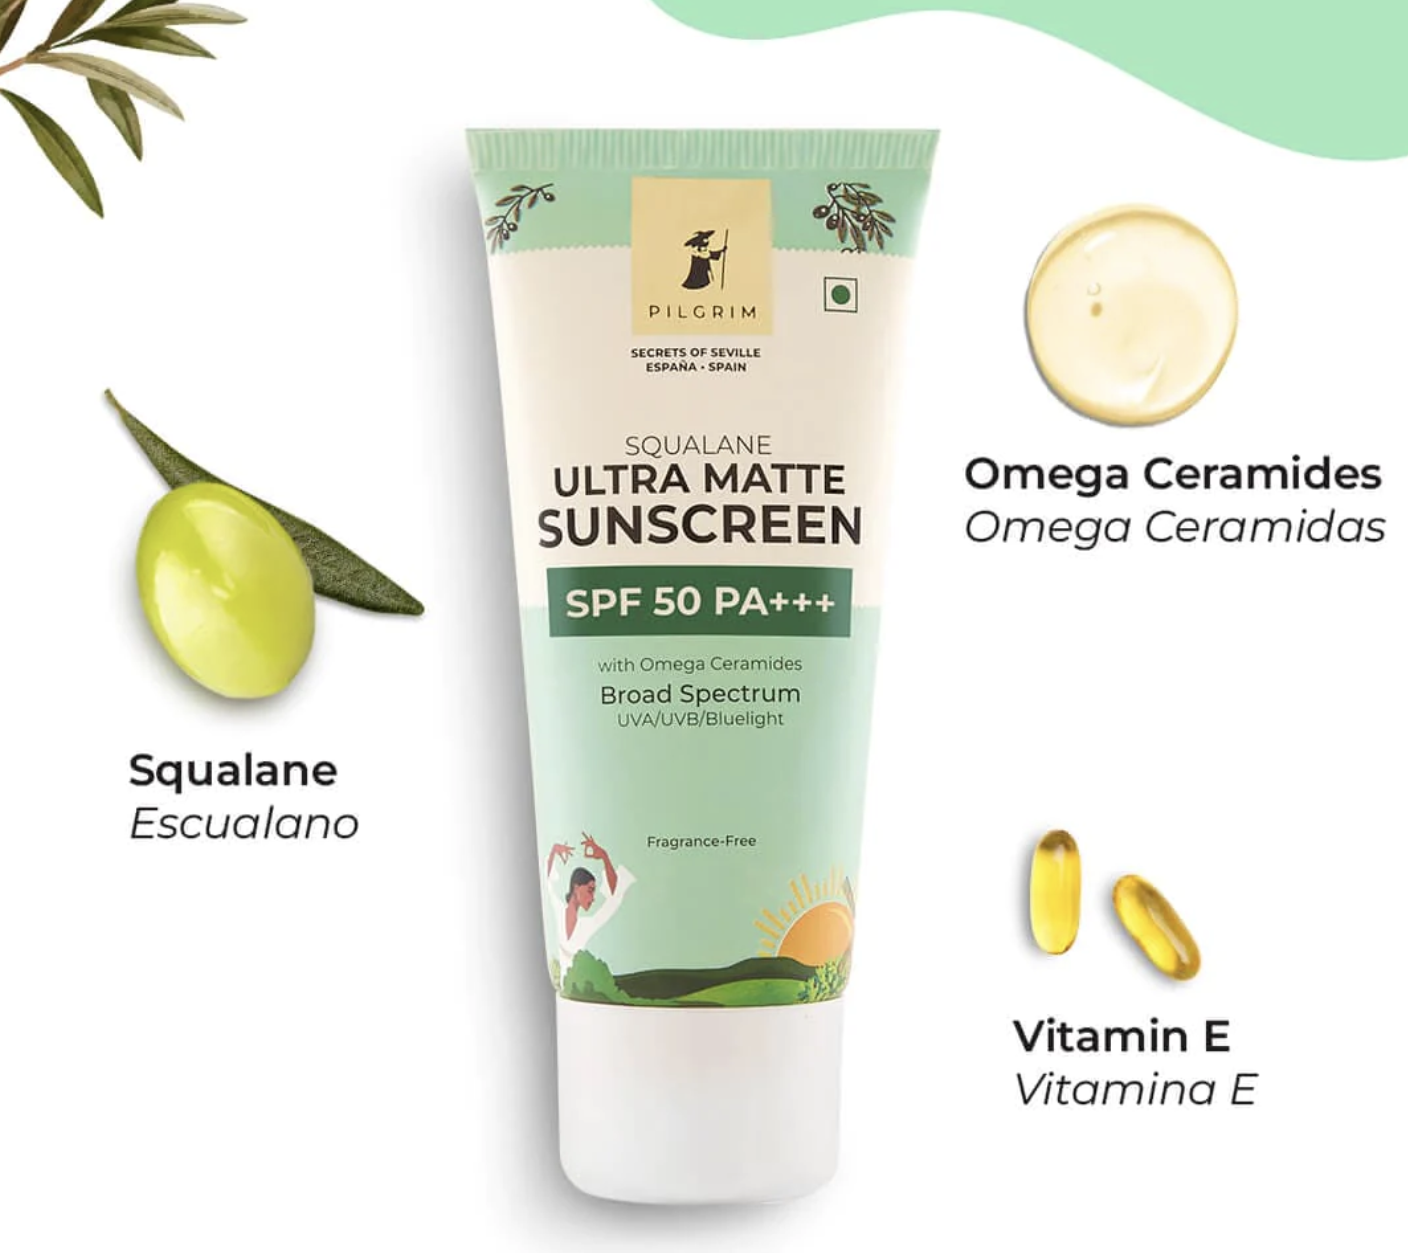 PILGRIM
SECRETS OF SEVILLE
ESPAÑA • SPAIN
SQUALANE
ULTRA MATTE
SUNSCREEN
SPF 50 PA+++
with Omega Ceramides
Broad Spectrum
UVA/UVB/Bluelight
Fragrance-Free
Squalane
Escualano
Omega Ceramides
Omega Ceramidas
Vitamin E
Vitamina E